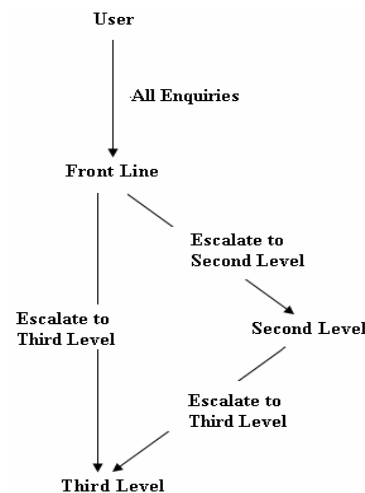 User
All Enquiries
Front Line
Escalate to
Second Level
Escalate to
Third Level
Second Level
Escalate to
Third Level
Third Level